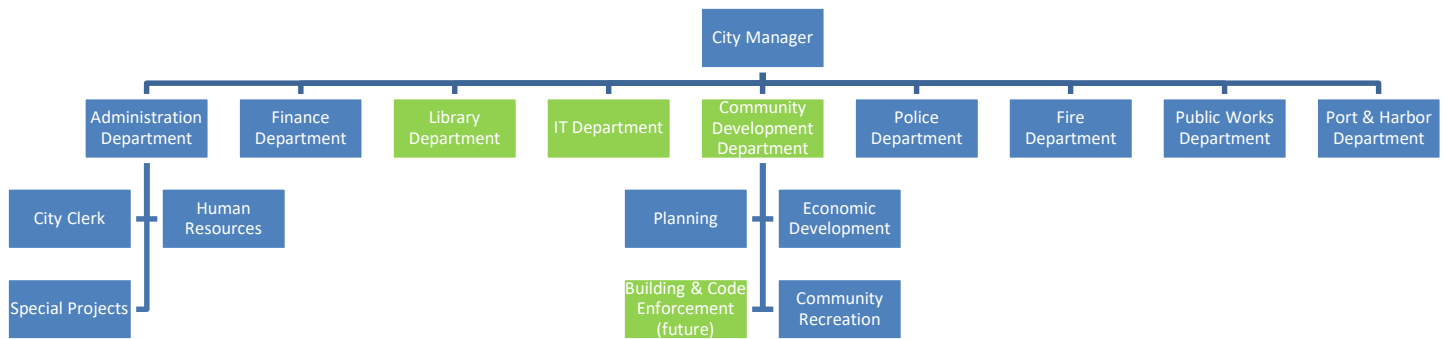 City Manager
Administration
Department
Finance
Department
Library
Department
IT Department
Community
Development
Department
Police
Department
Fire
Department
Public Works
Department
Port & Harbor
Department
City Clerk
Human
Resources
Special Projects
Planning
Economic
Development
Building & Code
Enforcement
(future)
Community
Recreation